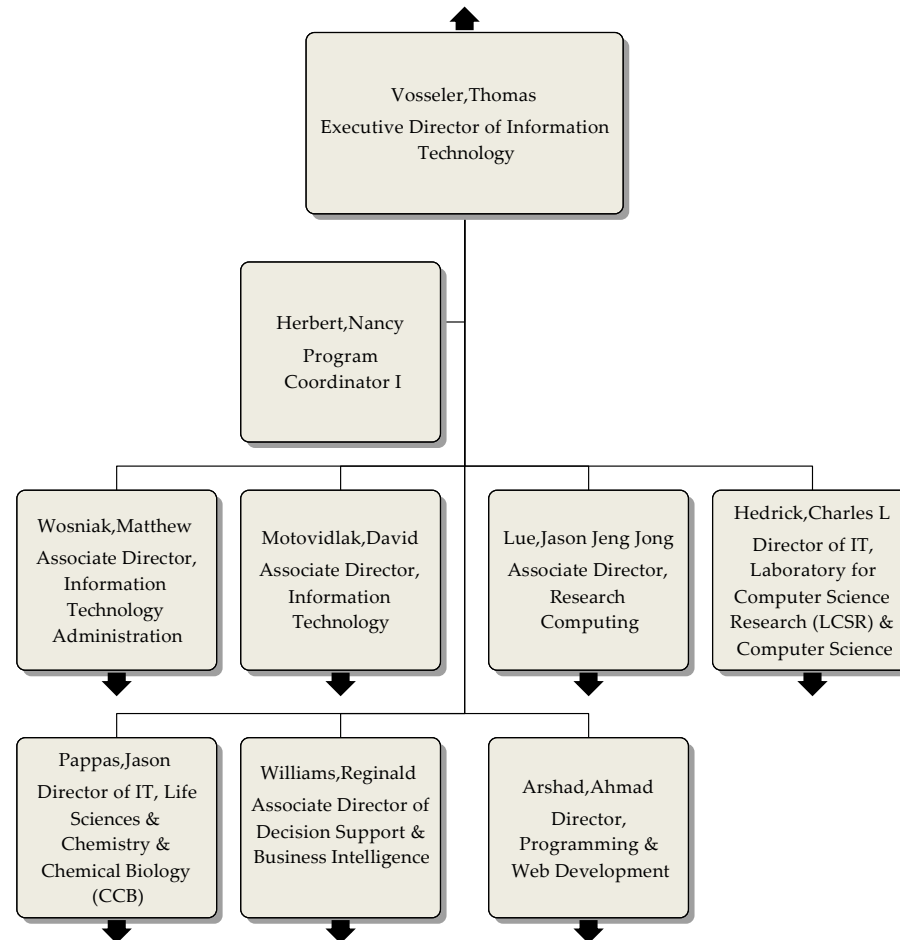 Vosseler,Thomas
Executive Director of Information
Technology
Herbert,Nancy
Program
Coordinator I
Wosniak,Matthew
Associate Director,
Information
Technology
Administration
Motovidlak,David
Associate Director,
Information
Technology
Lue,Jason Jeng Jong
Associate Director,
Research
Computing
Hedrick,Charles L
Director of IT,
Laboratory for
Computer Science
Research (LCSR) &
Computer Science
Pappas,Jason
Director of IT, Life
Sciences &
Chemistry &
Chemical Biology
(CCB)
Williams,Reginald
Associate Director of
Decision Support &
Business Intelligence
Arshad,Ahmad
Director,
Programming &
Web Development